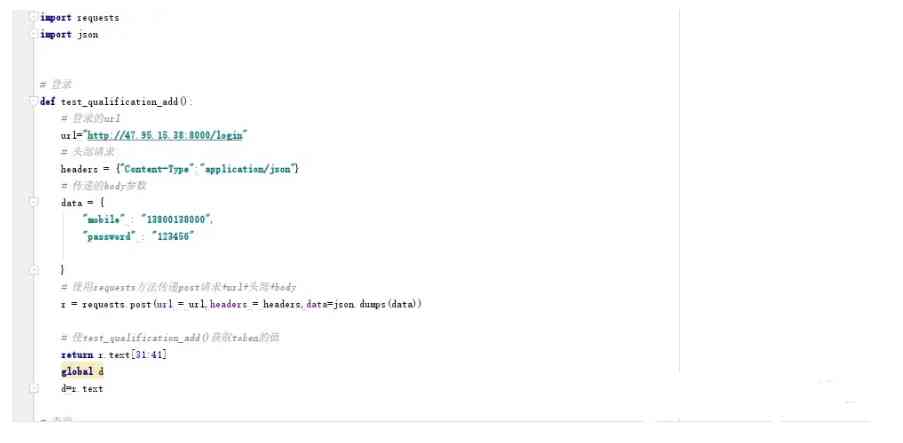 import requests
import json
# 登录
def test_qualification_add():
# 登录的url
url="http://47.95.15.38:8000/login"
# 头部请求
headers = {"Content-Type":"application/json"}
# 传递的body参数
data = {
"mobile" : "13800138000",
"password" : "123456"
}
# 使用requests方法传递post请求+url+头部+body
r = requests.post(url = url,headers = headers,data=json.dumps(data))
# 使test_qualification_add()获取token的值
return r.text[31:41]
global d
d=r.text